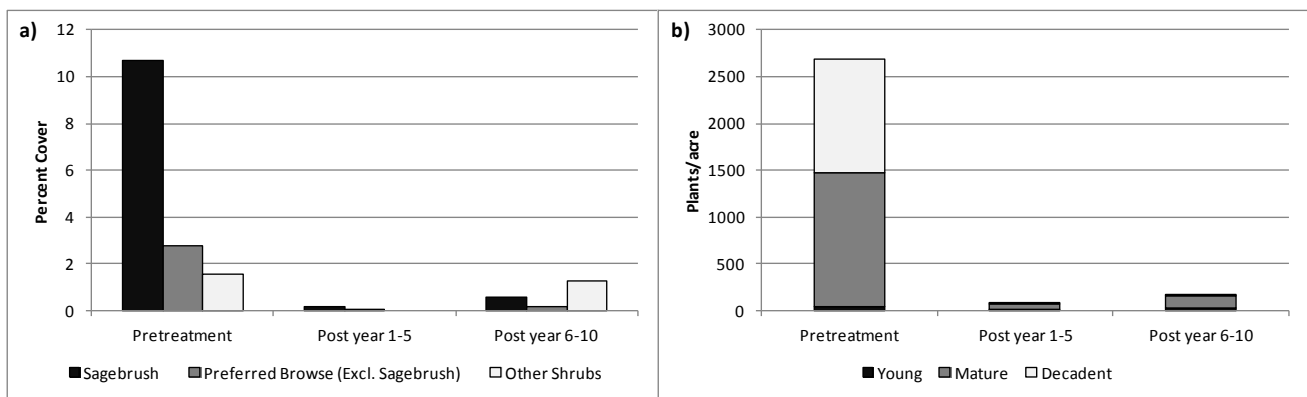 a)
Percent Cover
12
10
8
6
4
2
0
Pretreatment
Post year 1-5
Post year 6-10
Sagebrush
Preferred Browse (Excl. Sagebrush)
Other Shrubs
b)
Plants/acre
3000
2500
2000
1500
1000
500
0
Pretreatment
Post year 1-5
Post year 6-10
Young
Mature
Decadent